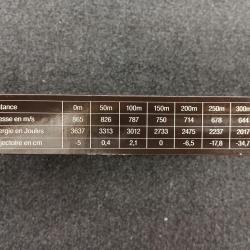 tance 0m 50m 100m 150m 200m 250m 300m
esse en m/s 865 826 787 750 714 678 644
ergie en Joules 3637 3313 3012 2733 2475 2237 2017
jectoire en cm -5 0,4 2,1 0 -6,5 -17,8 -34,7